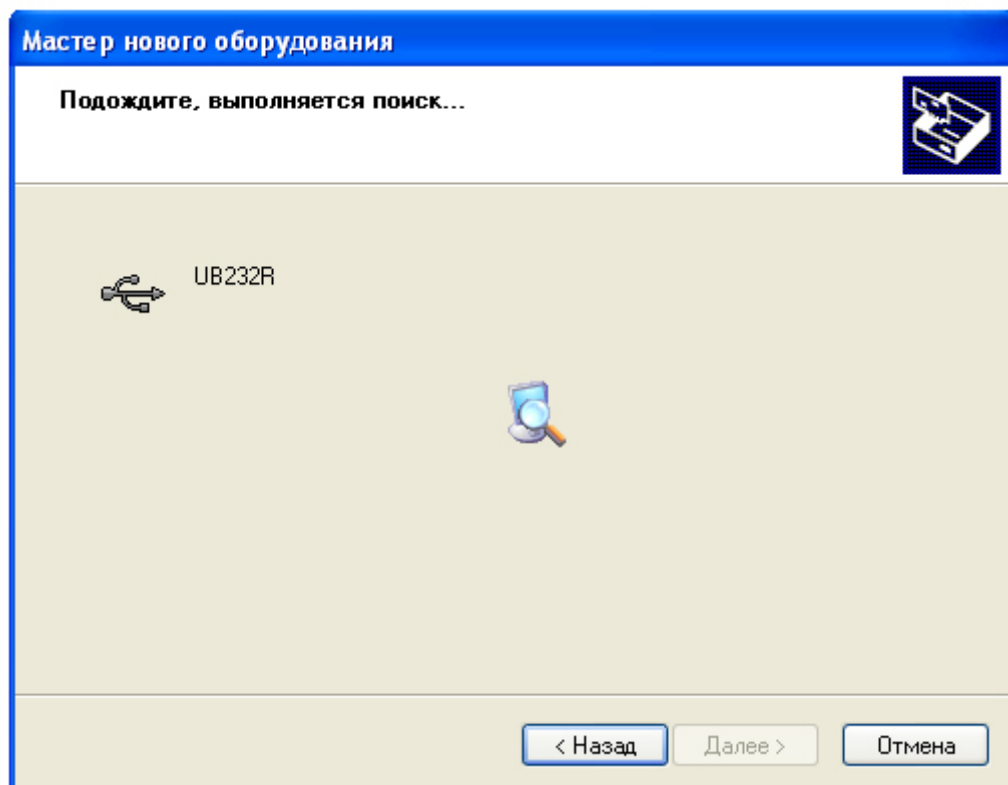 Мастер нового оборудования
Подождите, выполняется поиск...
UB232R
< Назад
Далее >
Отмена